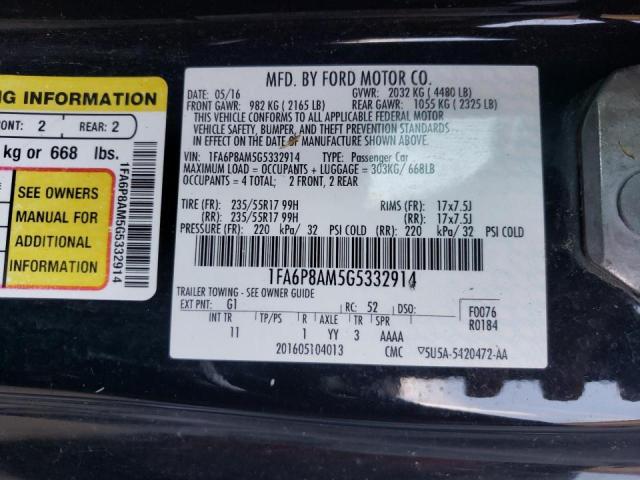 NG INFORMATION
ONT: 2 REAR: 2
kg or 668 lbs.
SEE OWNERS
MANUAL FOR
ADDITIONAL
INFORMATION
1FA6P8AM5G5332914
MFD. BY FORD MOTOR CO.
DATE: 05/16 GVWR: 2032 KG ( 4480 LB)
FRONT GAWR: 982 KG ( 2165 LB) REAR GAWR: 1055 KG ( 2325 LB)
THIS VEHICLE CONFORMS TO ALL APPLICABLE FEDERAL MOTOR
VEHICLE SAFETY, BUMPER, AND THEFT PREVENTION STANDARDS
IN EFFECT ON THE DATE OF MANUFACTURE SHOWN ABOVE.
VIN: 1FA6P8AM5G5332914 TYPE: Passenger Car
MAXIMUM LOAD = OCCUPANTS + LUGGAGE = 303KG/ 668LB
OCCUPANTS = 4 TOTAL; 2 FRONT, 2 REAR
TIRE (FR): 235/55R17 99H RIMS (FR): 17x7.5J
(RR): 235/55R17 99H (RR): 17x7.5J
PRESSURE (FR): 220 kPa/ 32 PSI COLD (RR): 220 kPa/ 32 PSI COLD
1FA6P8AM5G5332914
TRAILER TOWING - SEE OWNER GUIDE
EXT PNT: G1 RC: 52 DSO: F0076
INT TR TP/PS R AXLE TR SPR R0184
11 1 YY 3 AAAA
201605104013 CMC 5U5A-5420472-AA